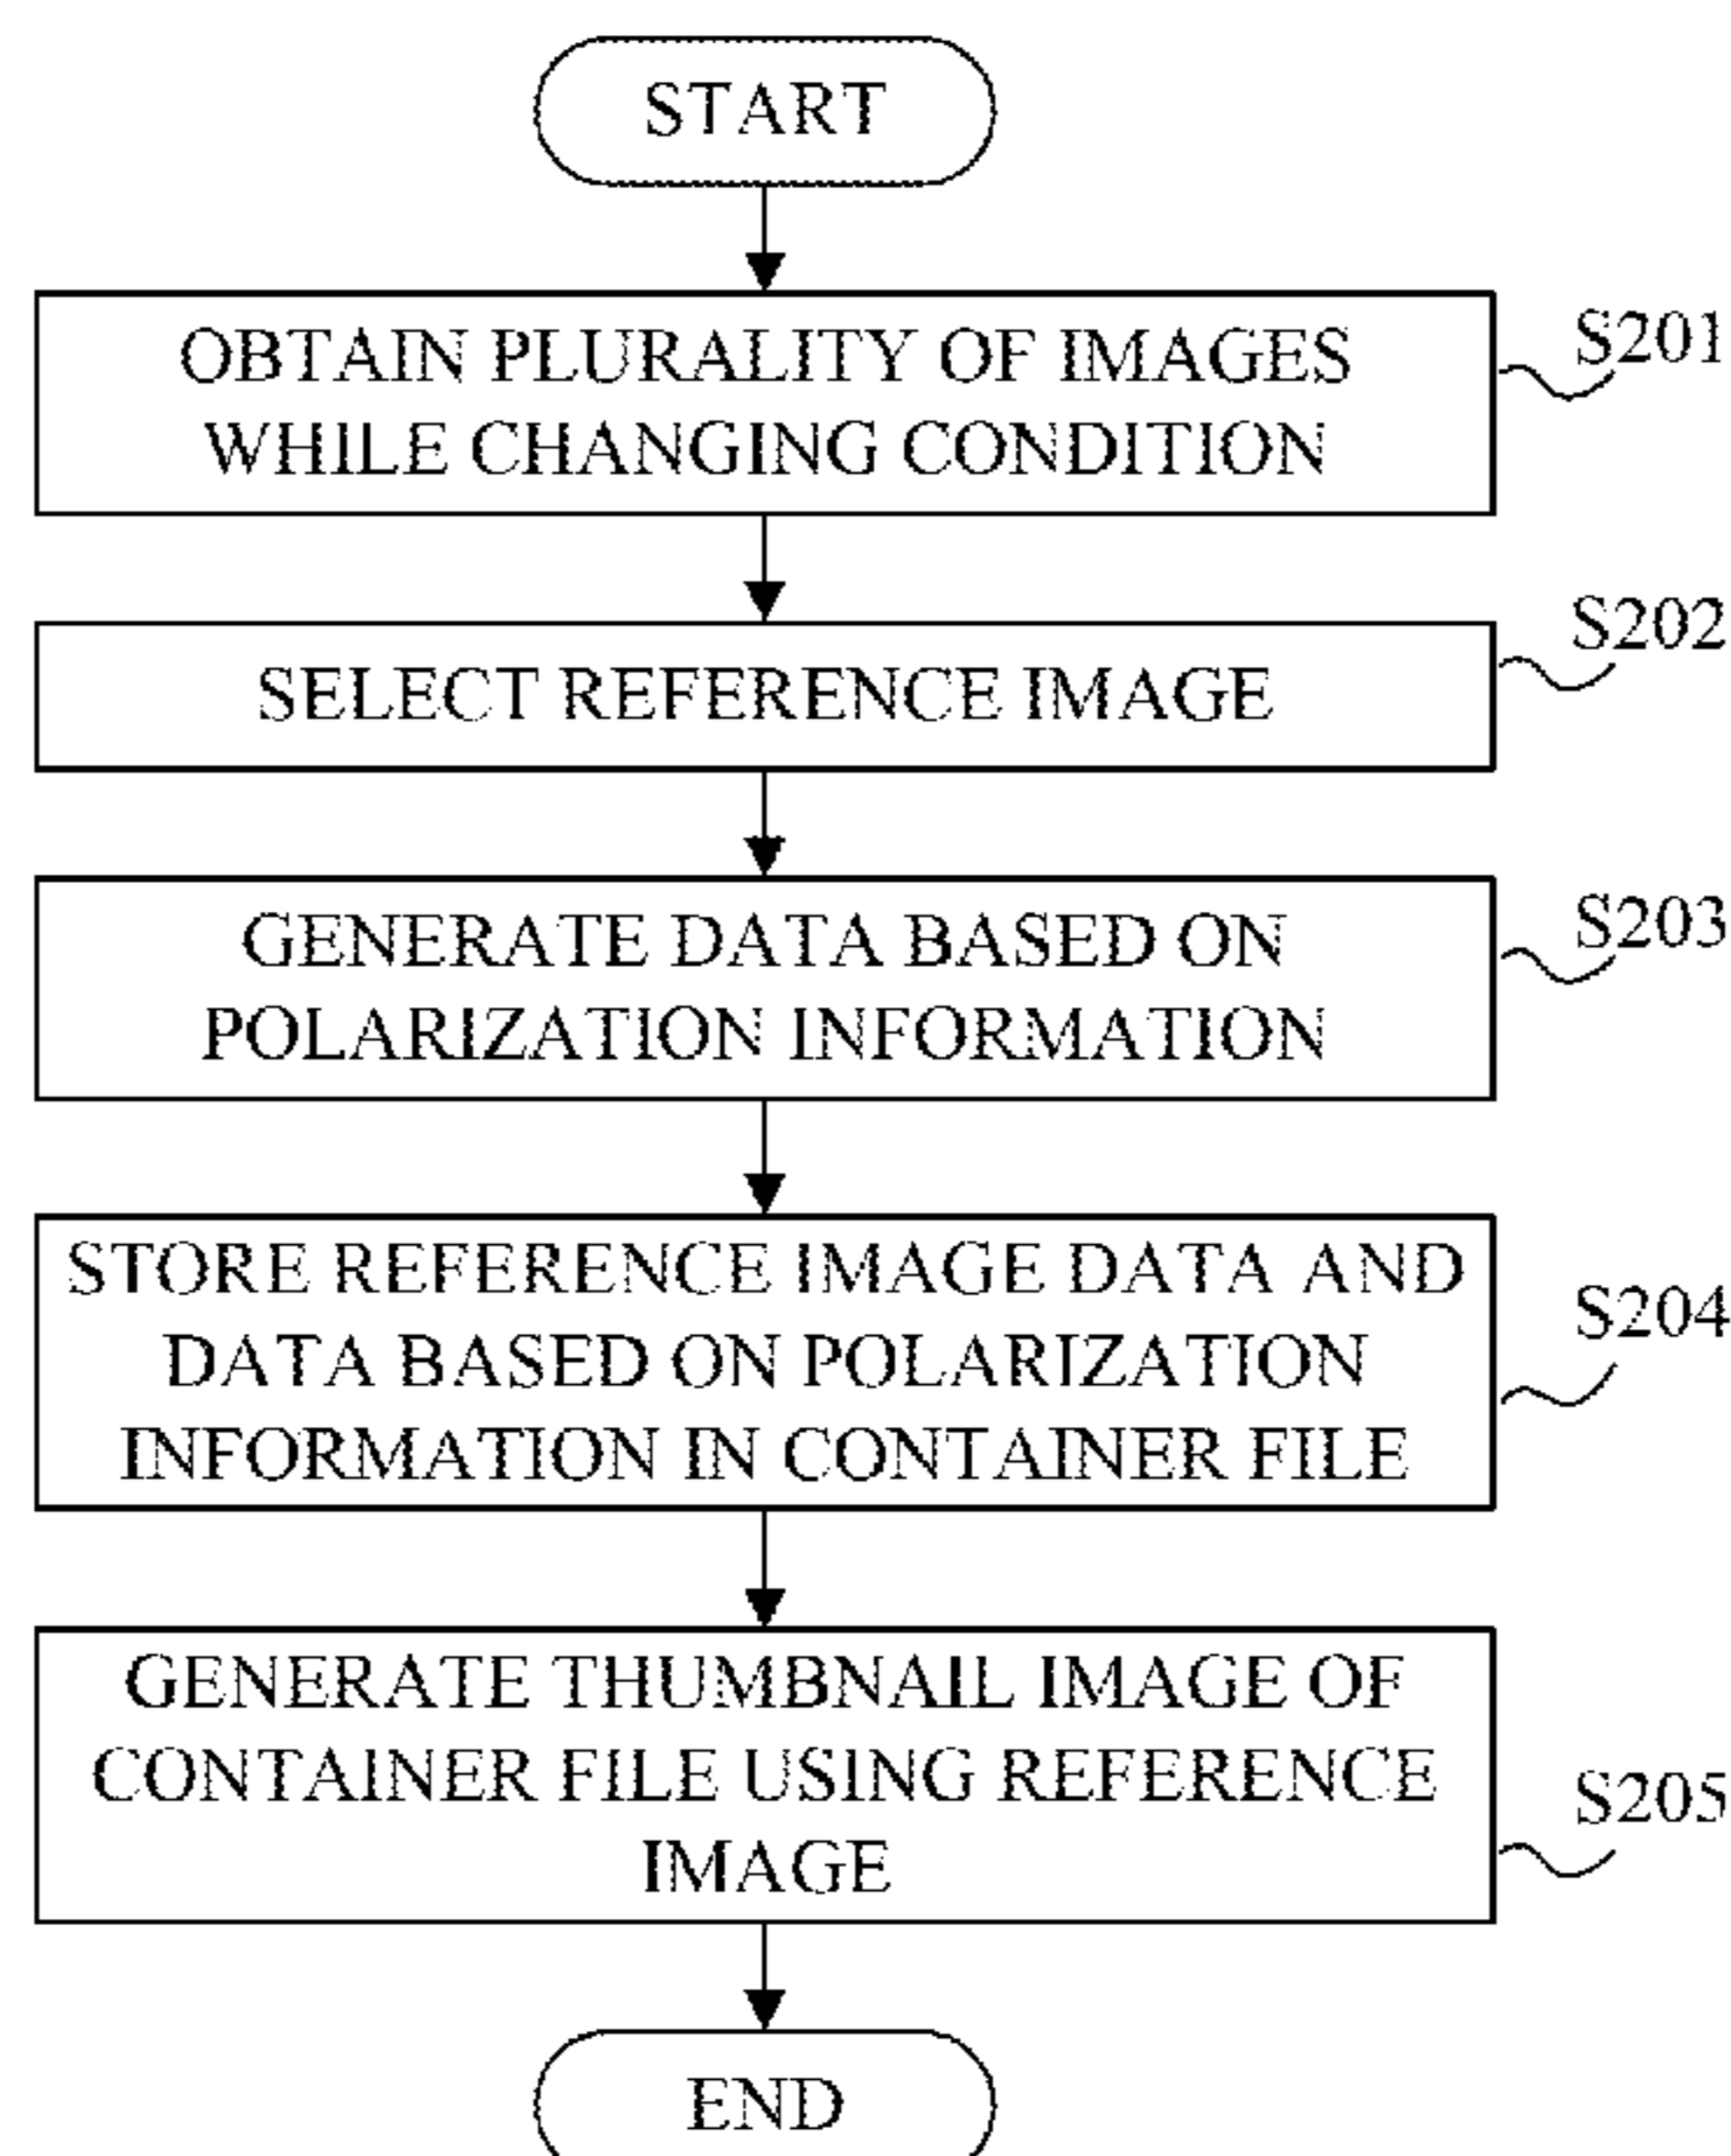 START
OBTAIN PLURALITY OF IMAGES
WHILE CHANGING CONDITION
S201
SELECT REFERENCE IMAGE
S202
GENERATE DATA BASED ON
POLARIZATION INFORMATION
S203
STORE REFERENCE IMAGE DATA AND
DATA BASED ON POLARIZATION
INFORMATION IN CONTAINER FILE
S204
GENERATE THUMBNAIL IMAGE OF
CONTAINER FILE USING REFERENCE
IMAGE
S205
END